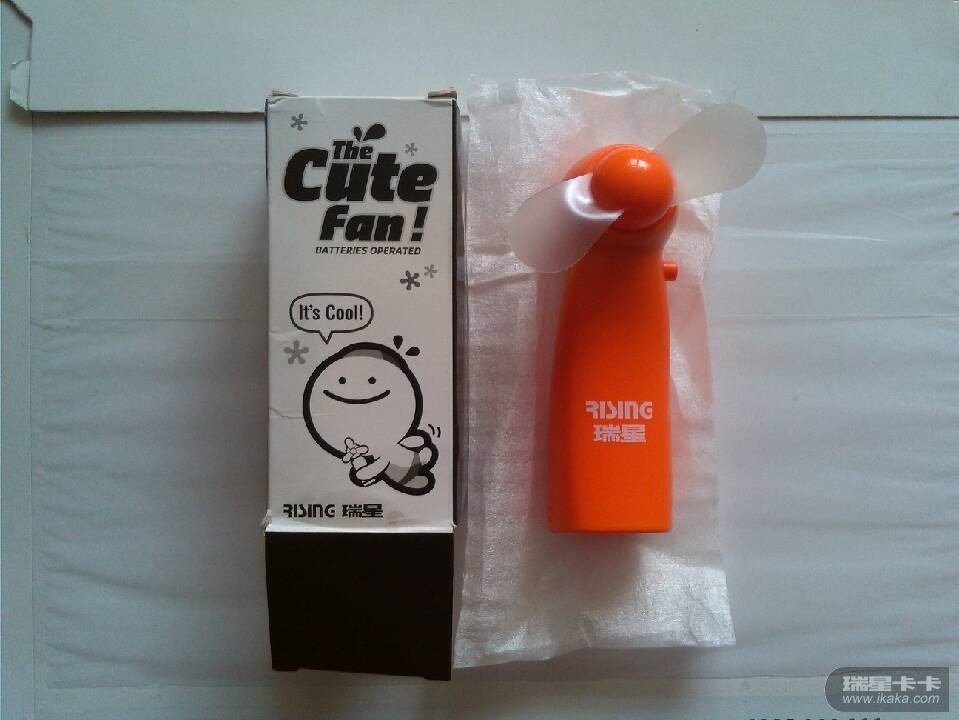 The
Cute
Fan!
BATTERIES OPERATED
It's Cool!
RISING 瑞星
RISING
瑞星
瑞星卡卡
www.ikaka.com